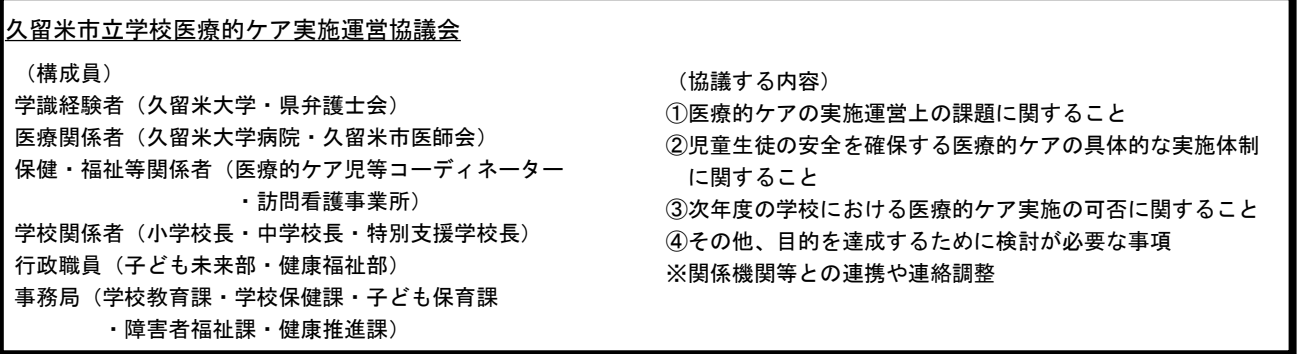 久留米市立学校医療的ケア実施運営協議会
（構成員）
学識経験者（久留米大学・県弁護士会）
医療関係者（久留米大学病院・久留米市医師会）
保健・福祉等関係者（医療的ケア児等コーディネーター
・訪問看護事業所）
学校関係者（小学校長・中学校長・特別支援学校長）
行政職員（子ども未来部・健康福祉部）
事務局（学校教育課・学校保健課・子ども保育課
・障害者福祉課・健康推進課）
（協議する内容）
①医療的ケアの実施運営上の課題に関すること
②児童生徒の安全を確保する医療的ケアの具体的な実施体制
に関すること
③次年度の学校における医療的ケア実施の可否に関すること
④その他、目的を達成するために検討が必要な事項
※関係機関等との連携や連絡調整